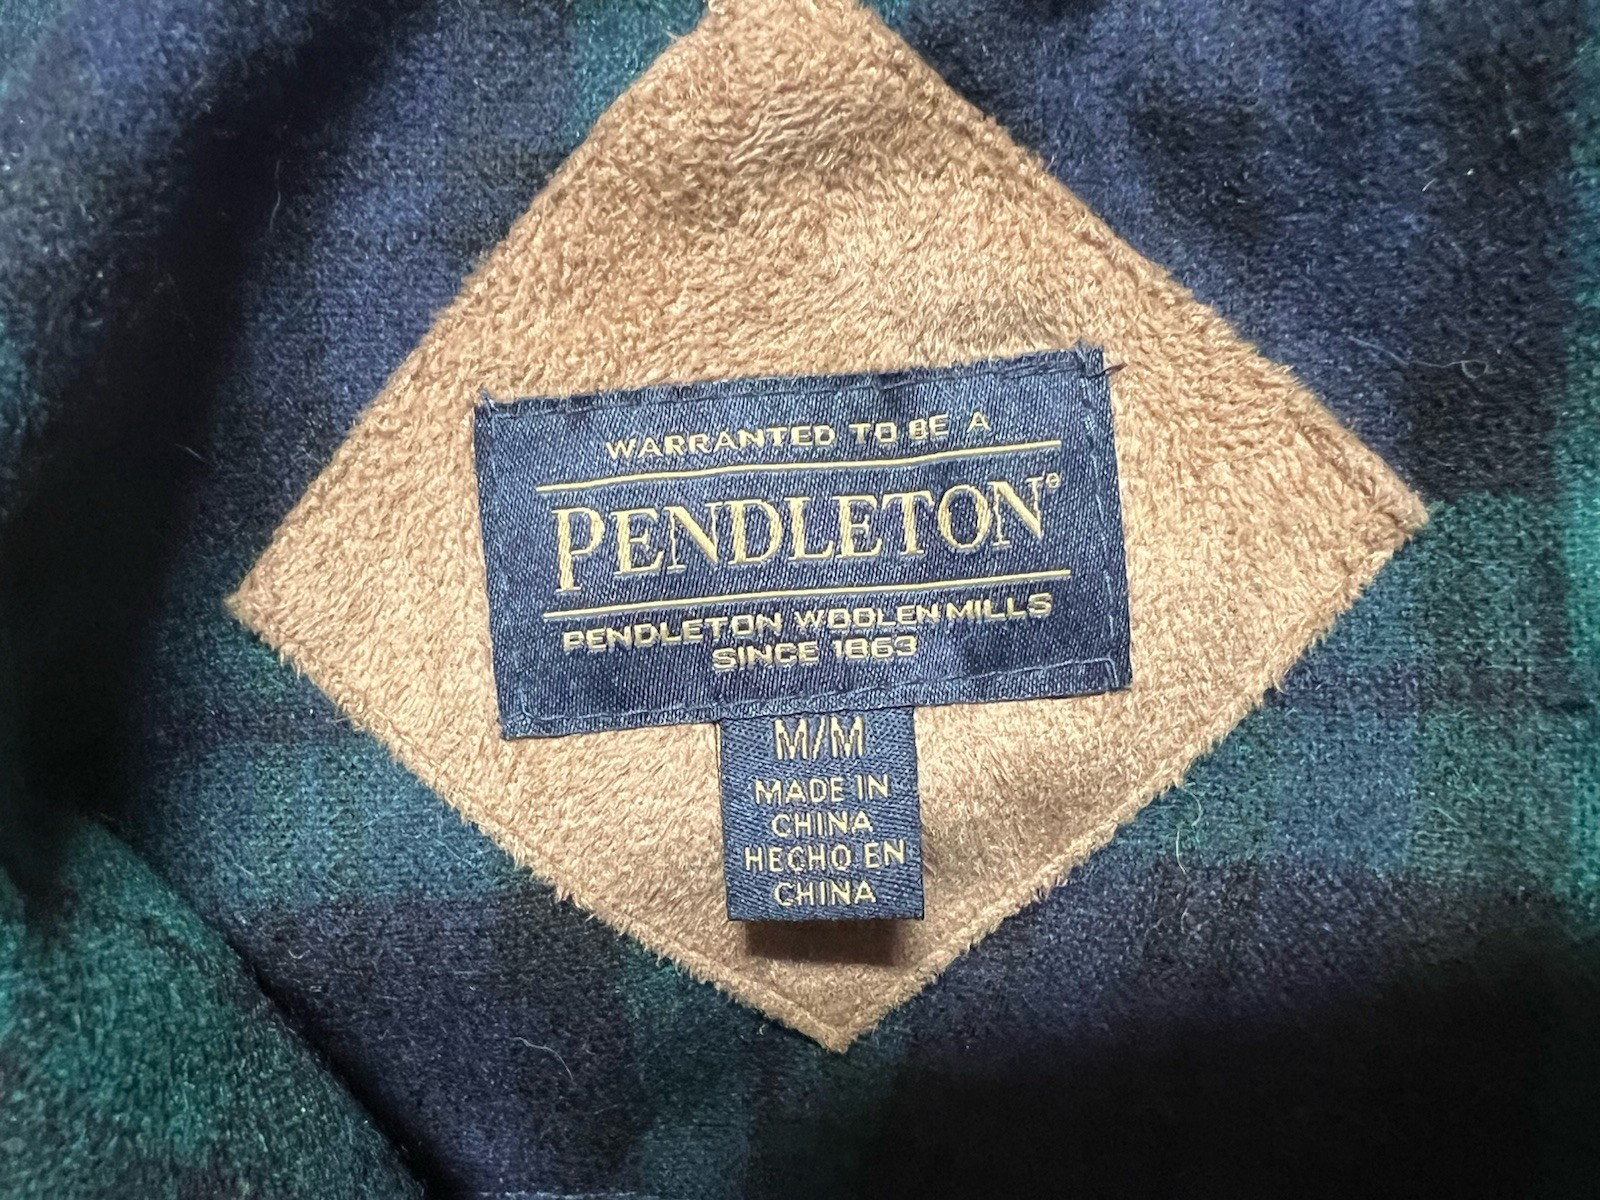 WARRANTED TO BE A
PENDLETON®
PENDLETON WOOLEN MILLS
SINCE 1863
M/M
MADE IN
CHINA
HECHO EN
CHINA